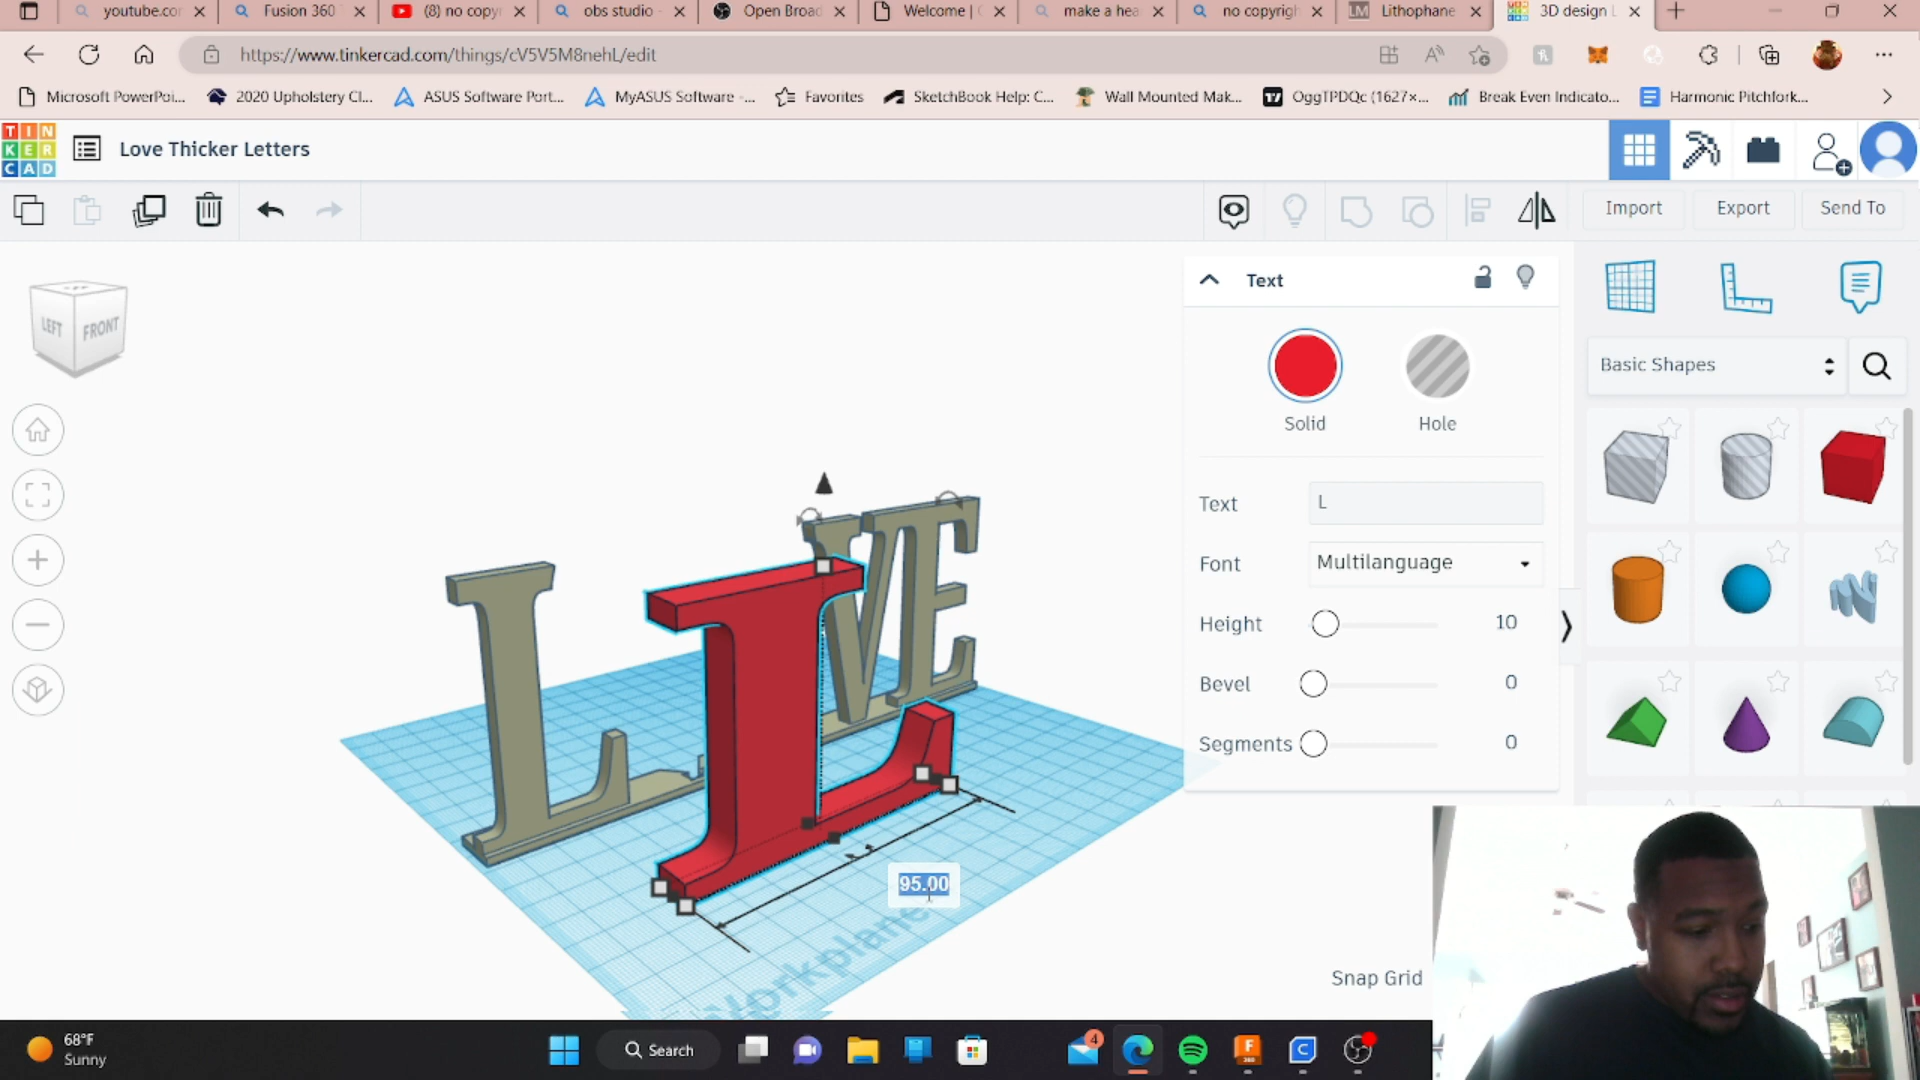 youtube.co
Fusion 360
(8) no copy
obs studio -
Open Broad
Welcome |
make a hea
no copyrigh
Lithophane
3D design
https://www.tinkercad.com/things/cV5V5M8nehL/edit
Microsoft PowerPoi...
2020 Upholstery Cl...
ASUS Software Port...
MyASUS Software -...
Favorites
SketchBook Help: C...
Wall Mounted Mak...
OggTPDQc (1627×...
Break Even Indicato...
Harmonic Pitchfork...
TIN
KER
CAD
Love Thicker Letters
Import
Export
Send To
LEFT
FRONT
Text
Solid
Hole
Text
L
Font
Multilanguage
Height
10
Bevel
0
Segments
0
Basic Shapes
L
VE
L
95.00
Workplane
Snap Grid
68°F
Sunny
Search
4